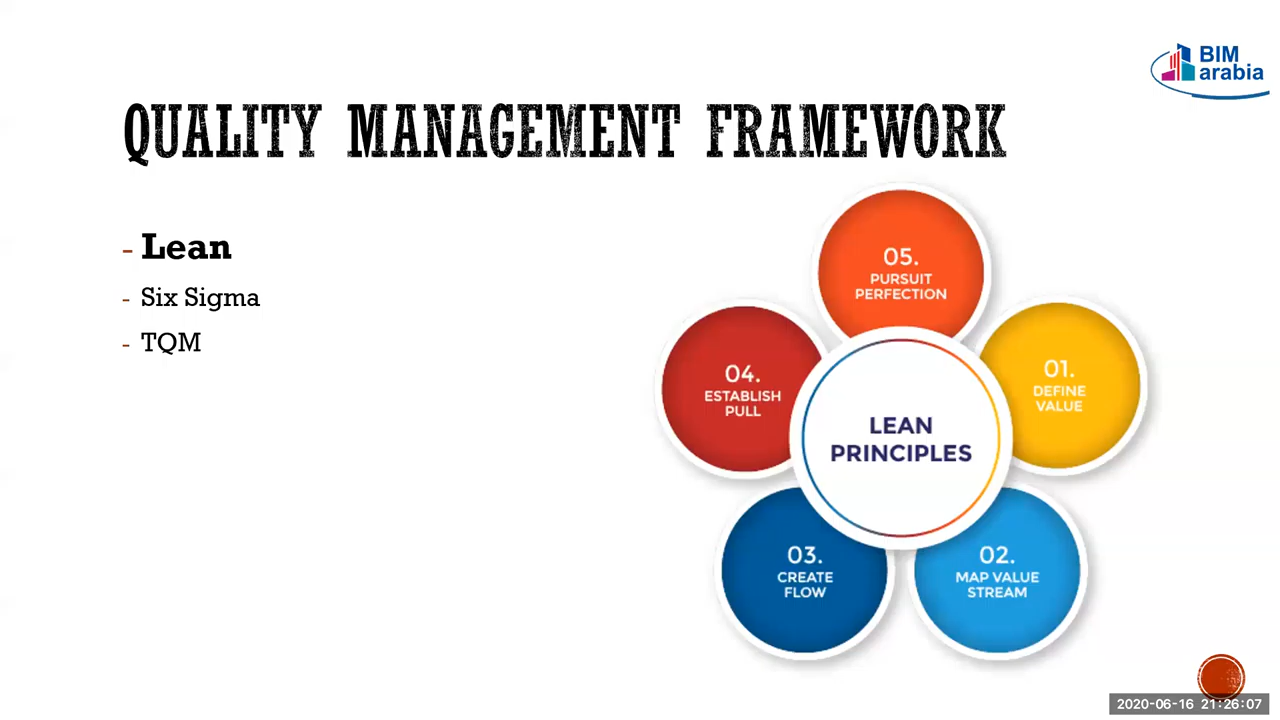 BIM
arabia
QUALITY MANAGEMENT FRAMEWORK
- Lean
- Six Sigma
- TQM
05.
PURSUIT
PERFECTION
01.
DEFINE
VALUE
04.
ESTABLISH
PULL
LEAN
PRINCIPLES
03.
CREATE
FLOW
02.
MAP VALUE
STREAM
2020-06-16 21:26:07